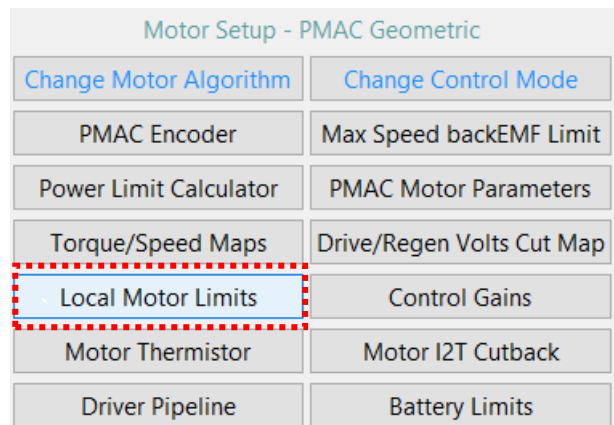 Motor Setup - PMAC Geometric
Change Motor Algorithm Change Control Mode
PMAC Encoder Max Speed backEMF Limit
Power Limit Calculator PMAC Motor Parameters
Torque/Speed Maps Drive/Regen Volts Cut Map
Local Motor Limits Control Gains
Motor Thermistor Motor I2T Cutback
Driver Pipeline Battery Limits